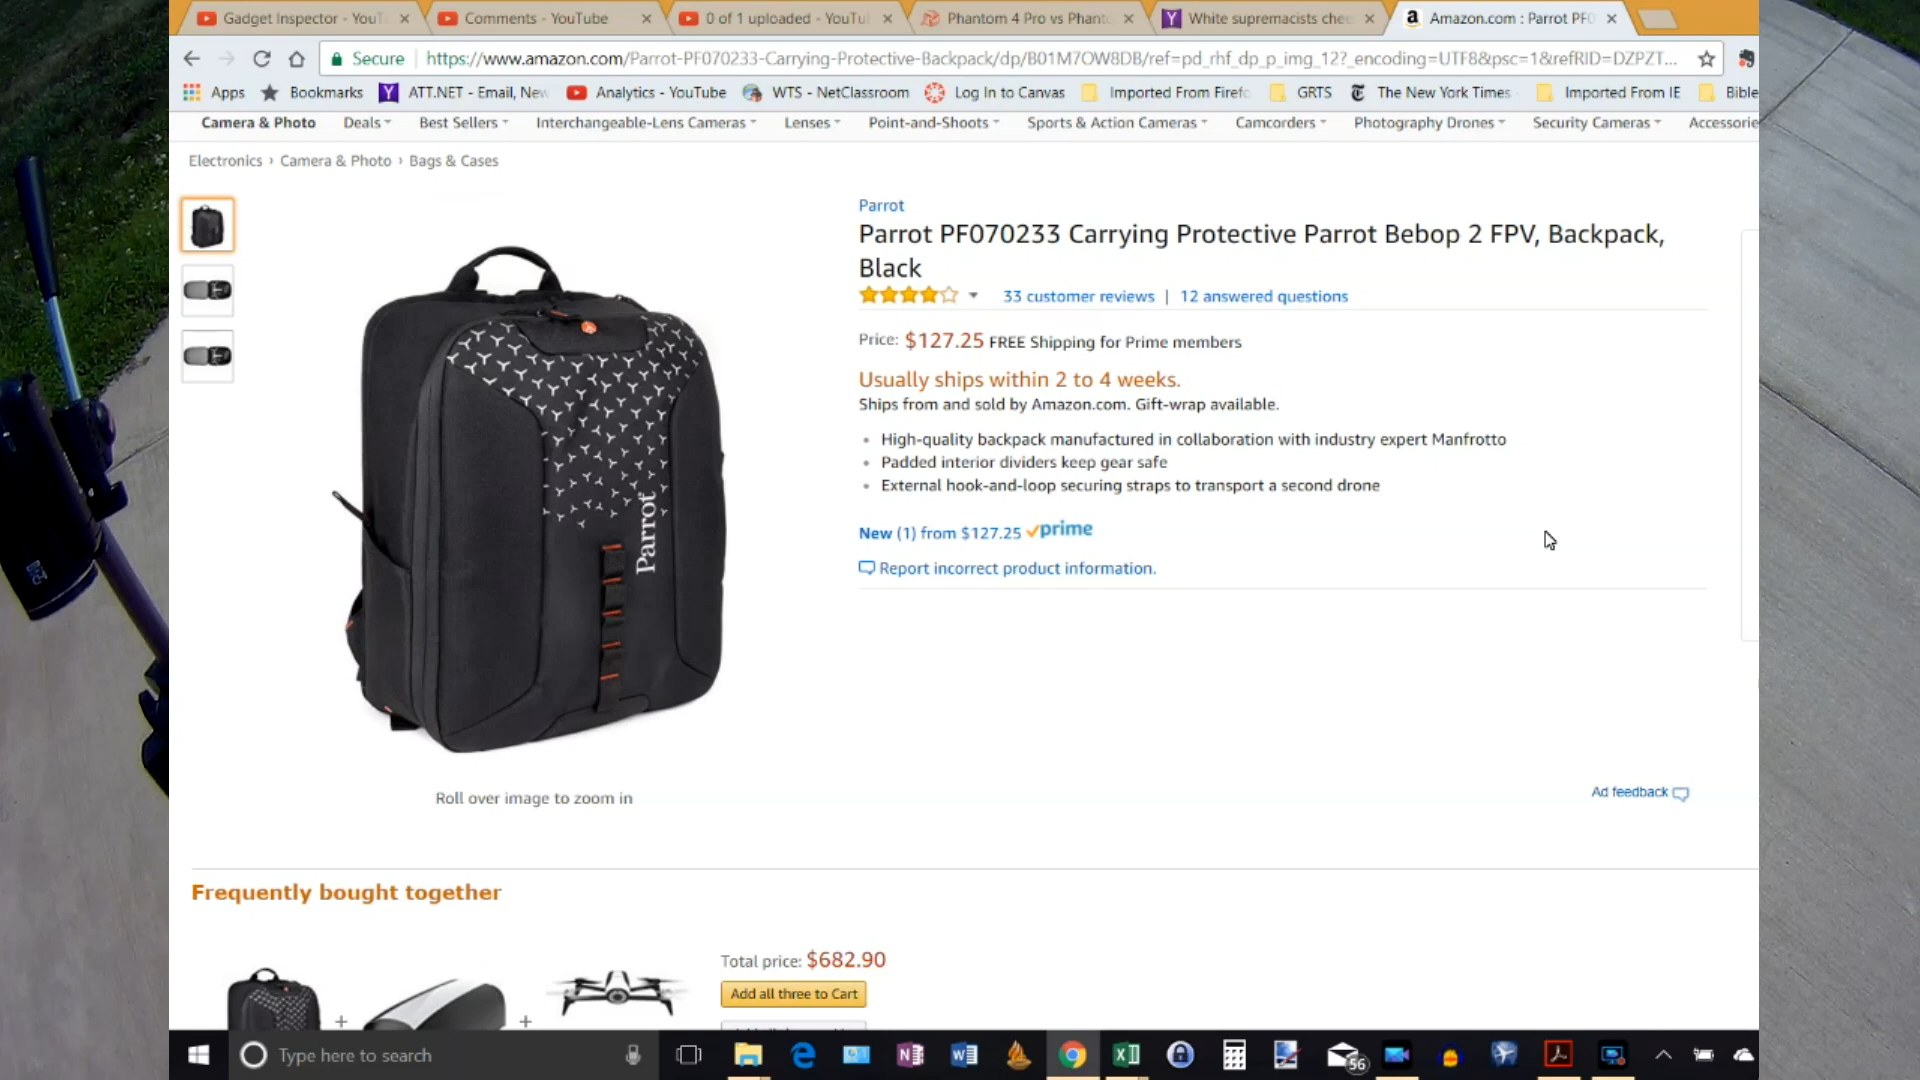 Gadget Inspector - YouT
Comments - YouTube
0 of 1 uploaded - YouTu
Phantom 4 Pro vs Phant
White supremacists che
Amazon.com : Parrot PF0
Secure https://www.amazon.com/Parrot-PF070233-Carrying-Protective-Backpack/dp/B01M7OW8DB/ref=pd_rhf_dp_p_img_12?_encoding=UTF8&psc=1&refRID=DZPZT...
Apps Bookmarks ATT.NET - Email, New Analytics - YouTube WTS - NetClassroom Log In to Canvas Imported From Firefo GRTS The New York Times Imported From IE Bible
Camera & Photo Deals Best Sellers Interchangeable-Lens Cameras Lenses Point-and-Shoots Sports & Action Cameras Camcorders Photography Drones Security Cameras Accessorie
Electronics › Camera & Photo › Bags & Cases
Parrot
Parrot PF070233 Carrying Protective Parrot Bebop 2 FPV, Backpack,
Black
33 customer reviews | 12 answered questions
Price: $127.25 FREE Shipping for Prime members
Usually ships within 2 to 4 weeks.
Ships from and sold by Amazon.com. Gift-wrap available.
High-quality backpack manufactured in collaboration with industry expert Manfrotto
Padded interior dividers keep gear safe
External hook-and-loop securing straps to transport a second drone
New (1) from $127.25 prime
Report incorrect product information.
Parrot
Roll over image to zoom in
Ad feedback
Frequently bought together
Total price: $682.90
Add all three to Cart
Type here to search
56